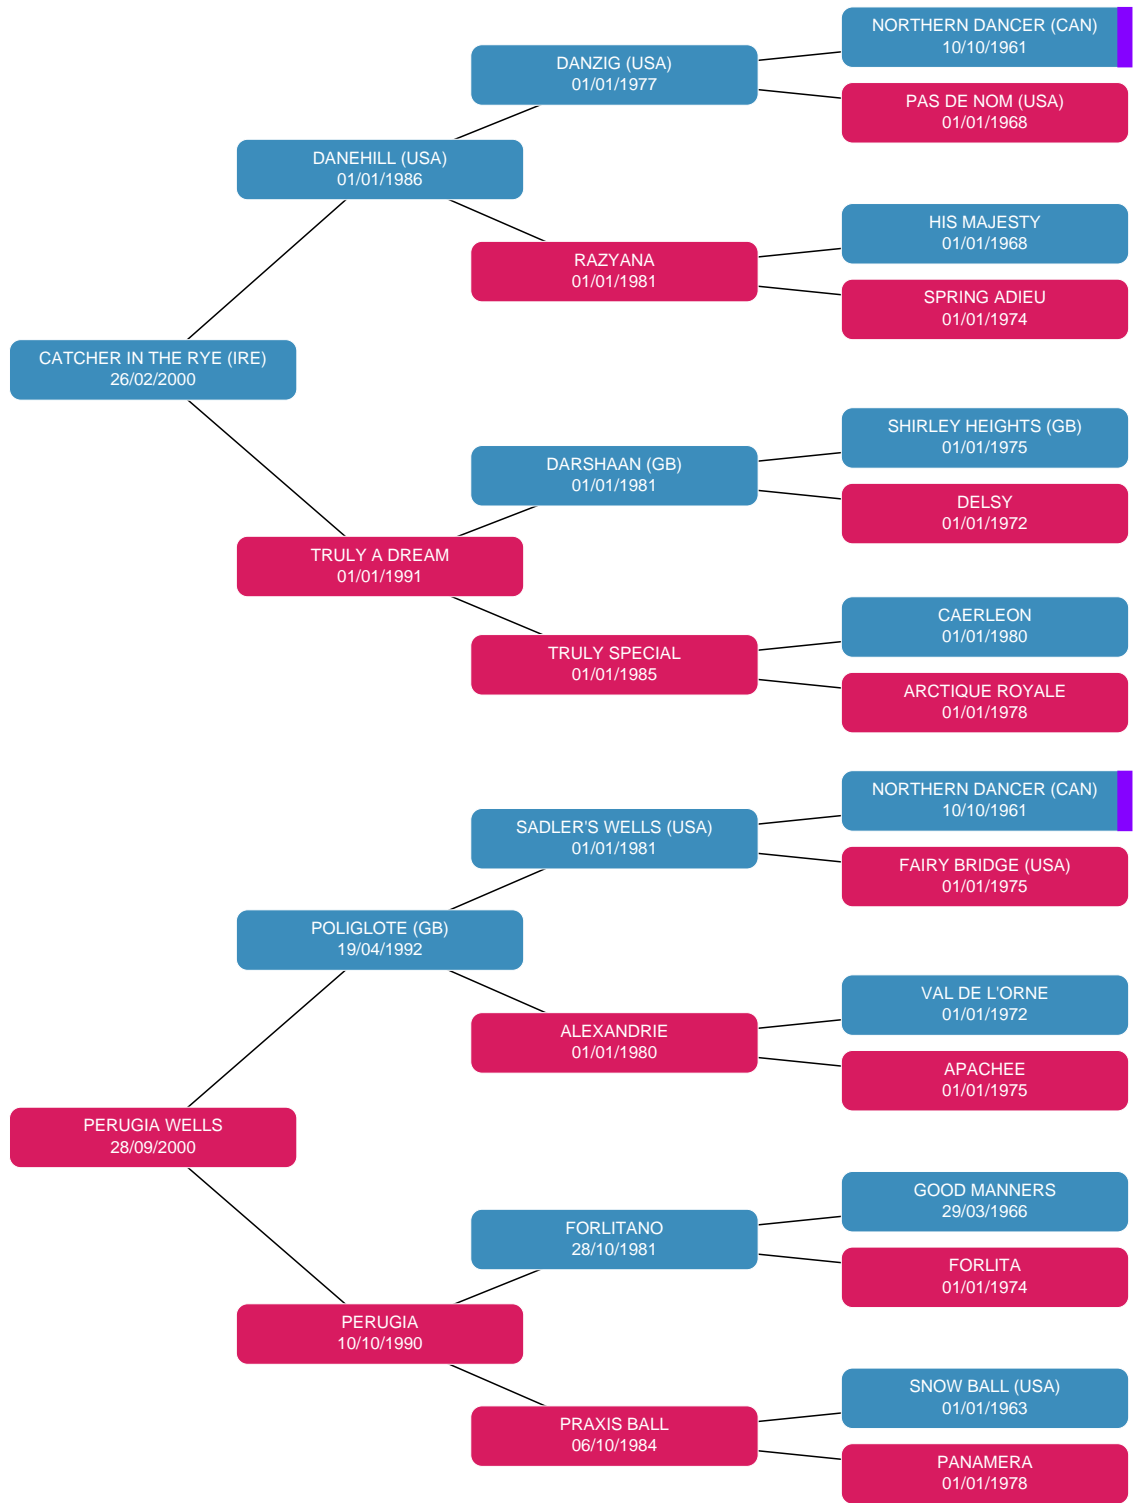 NORTHERN DANCER (CAN)
10/10/1961
DANZIG (USA)
01/01/1977
PAS DE NOM (USA)
01/01/1968
DANEHILL (USA)
01/01/1986
HIS MAJESTY
01/01/1968
RAZYANA
01/01/1981
SPRING ADIEU
01/01/1974
CATCHER IN THE RYE (IRE)
26/02/2000
SHIRLEY HEIGHTS (GB)
01/01/1975
DARSHAAN (GB)
01/01/1981
DELSY
01/01/1972
TRULY A DREAM
01/01/1991
CAERLEON
01/01/1980
TRULY SPECIAL
01/01/1985
ARCTIQUE ROYALE
01/01/1978
NORTHERN DANCER (CAN)
10/10/1961
SADLER'S WELLS (USA)
01/01/1981
FAIRY BRIDGE (USA)
01/01/1975
POLIGLOTE (GB)
19/04/1992
VAL DE L'ORNE
01/01/1972
ALEXANDRIE
01/01/1980
APACHEE
01/01/1975
PERUGIA WELLS
28/09/2000
GOOD MANNERS
29/03/1966
FORLITANO
28/10/1981
FORLITA
01/01/1974
PERUGIA
10/10/1990
SNOW BALL (USA)
01/01/1963
PRAXIS BALL
06/10/1984
PANAMERA
01/01/1978